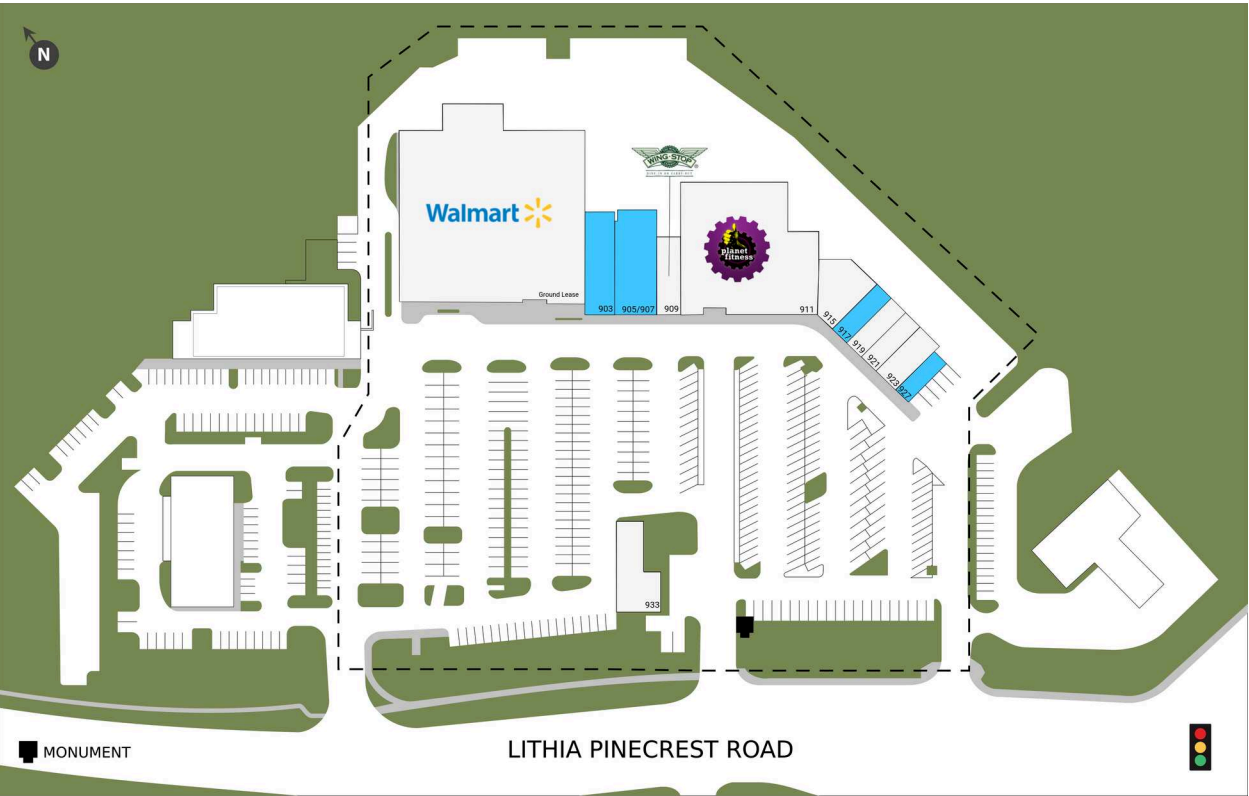 N
WING·STOP
Walmart
planet
fitness
Ground Lease
903
905/907
909
911
915
917
919
921
923
927
933
MONUMENT
LITHIA PINECREST ROAD